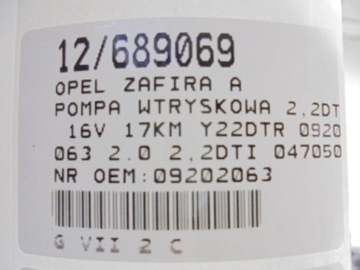 12/689069
OPEL ZAFIRA A
POMPA WTRYSKOWA 2,2DT
16V 17KM Y22DTR 0920
063 2.0 2,2DTI 047050
NR OEM:09202063
G VII 2 C